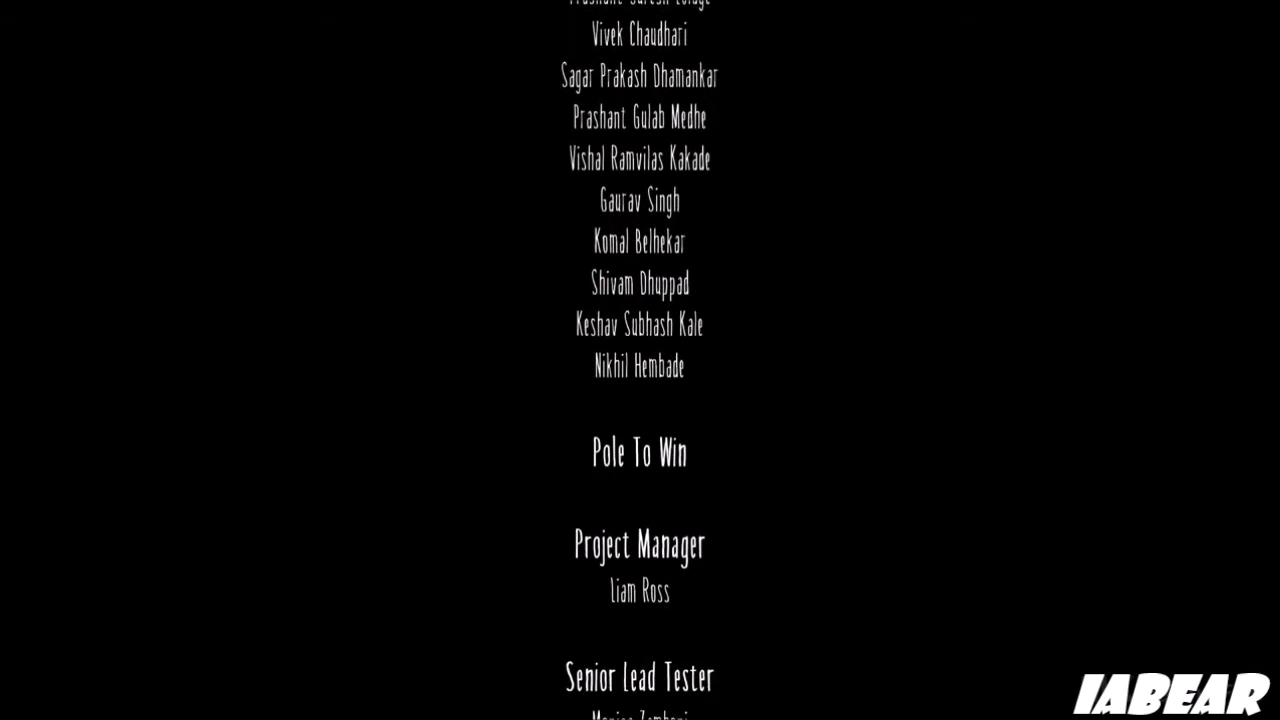 Vivek Chaudhari
Sagar Prakash Dhamankar
Prashant Gulab Medhe
Vishal Ramvilas Kakade
Gaurav Singh
Komal Belhekar
Shivam Dhuppad
Keshav Subhash Kale
Nikhil Hembade
Pole To Win
Project Manager
Liam Ross
Senior Lead Tester
IABEAR